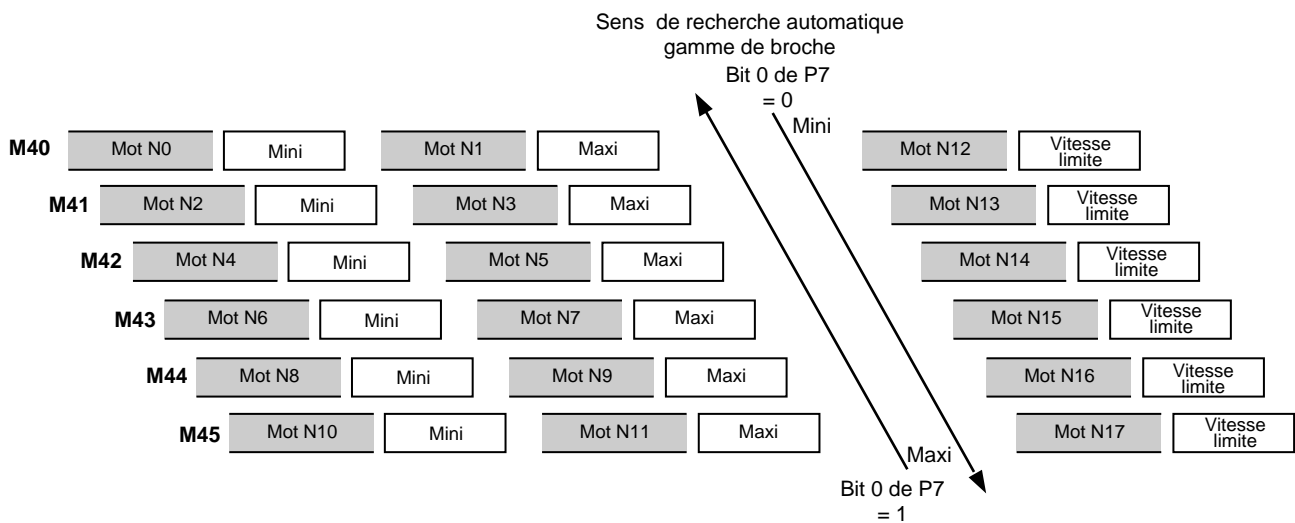 Sens de recherche automatique
gamme de broche
Bit 0 de P7
= 0
Mini
M40 Mot N0 Mini Mot N1 Maxi Mot N12 Vitesse limite
M41 Mot N2 Mini Mot N3 Maxi Mot N13 Vitesse limite
M42 Mot N4 Mini Mot N5 Maxi Mot N14 Vitesse limite
M43 Mot N6 Mini Mot N7 Maxi Mot N15 Vitesse limite
M44 Mot N8 Mini Mot N9 Maxi Mot N16 Vitesse limite
M45 Mot N10 Mini Mot N11 Maxi Mot N17 Vitesse limite
Maxi
Bit 0 de P7
= 1